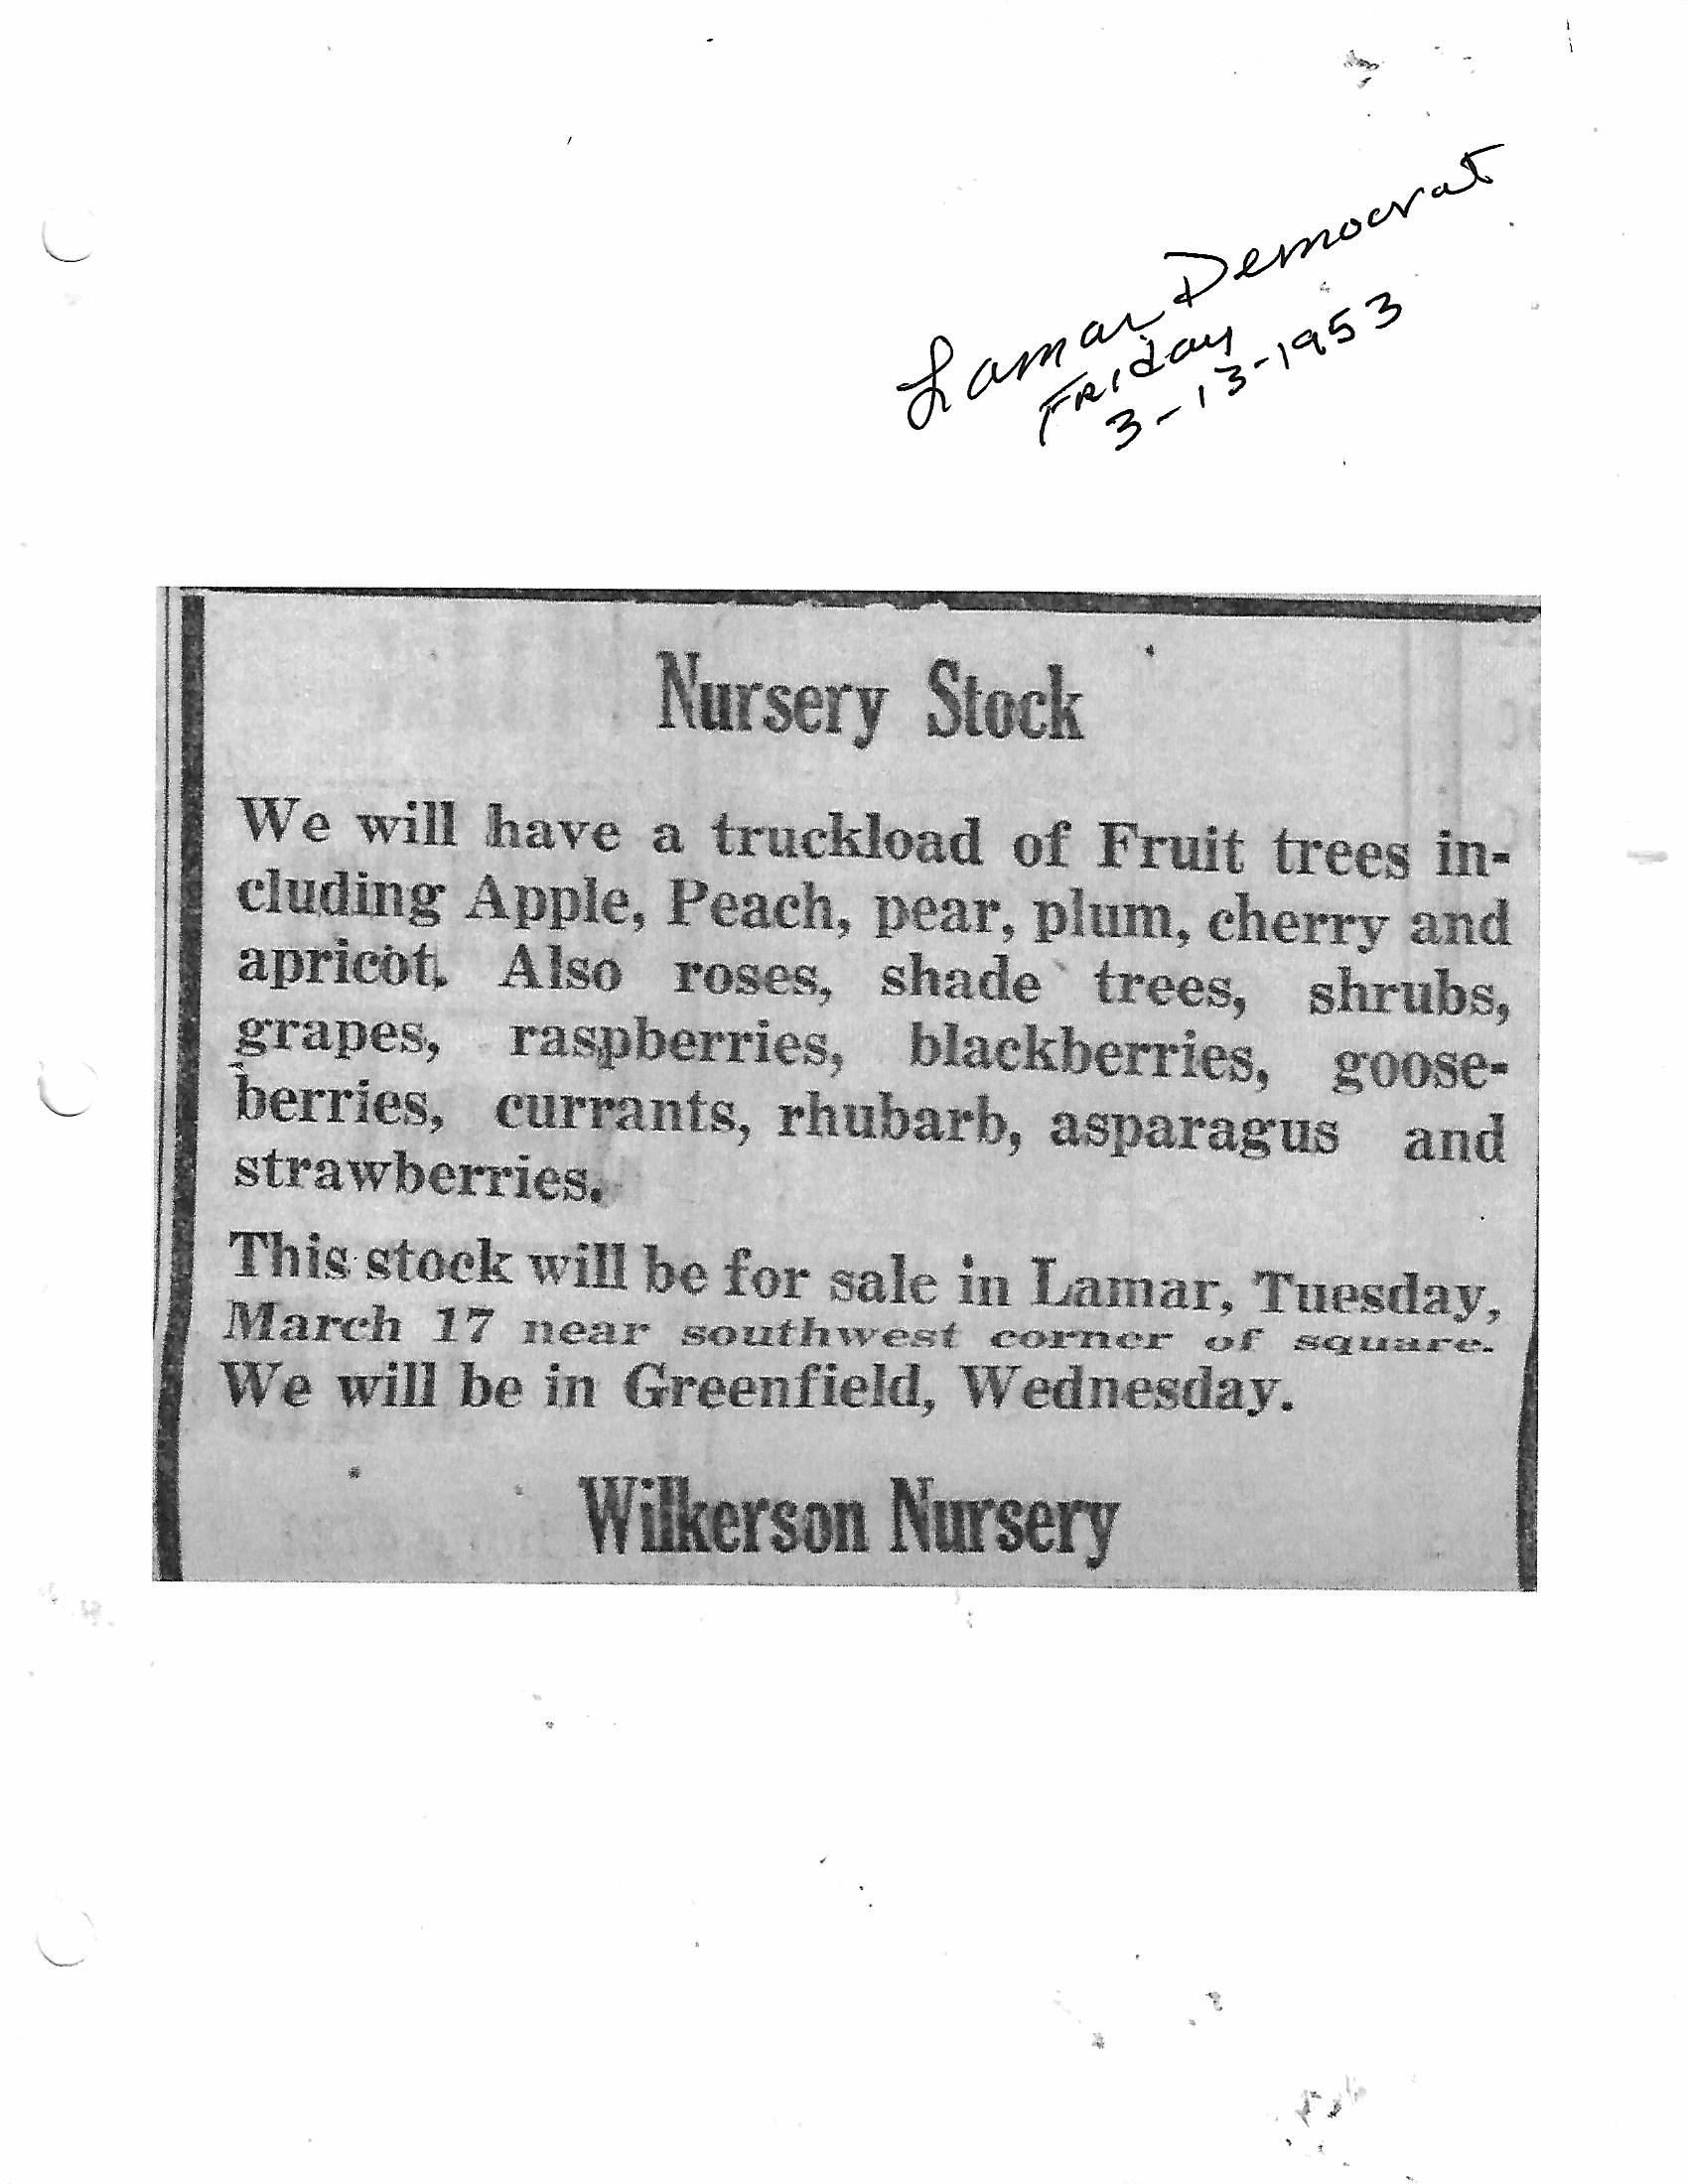 Lamar Democrat
Friday
3-13-1953
Nursery Stock
We will have a truckload of Fruit trees in-
cluding Apple, Peach, pear, plum, cherry and
apricot. Also roses, shade trees, shrubs,
grapes, raspberries, blackberries, goose-
berries, currants, rhubarb, asparagus and
strawberries.
This stock will be for sale in Lamar, Tuesday,
March 17 near southwest corner of square.
We will be in Greenfield, Wednesday.
Wilkerson Nursery